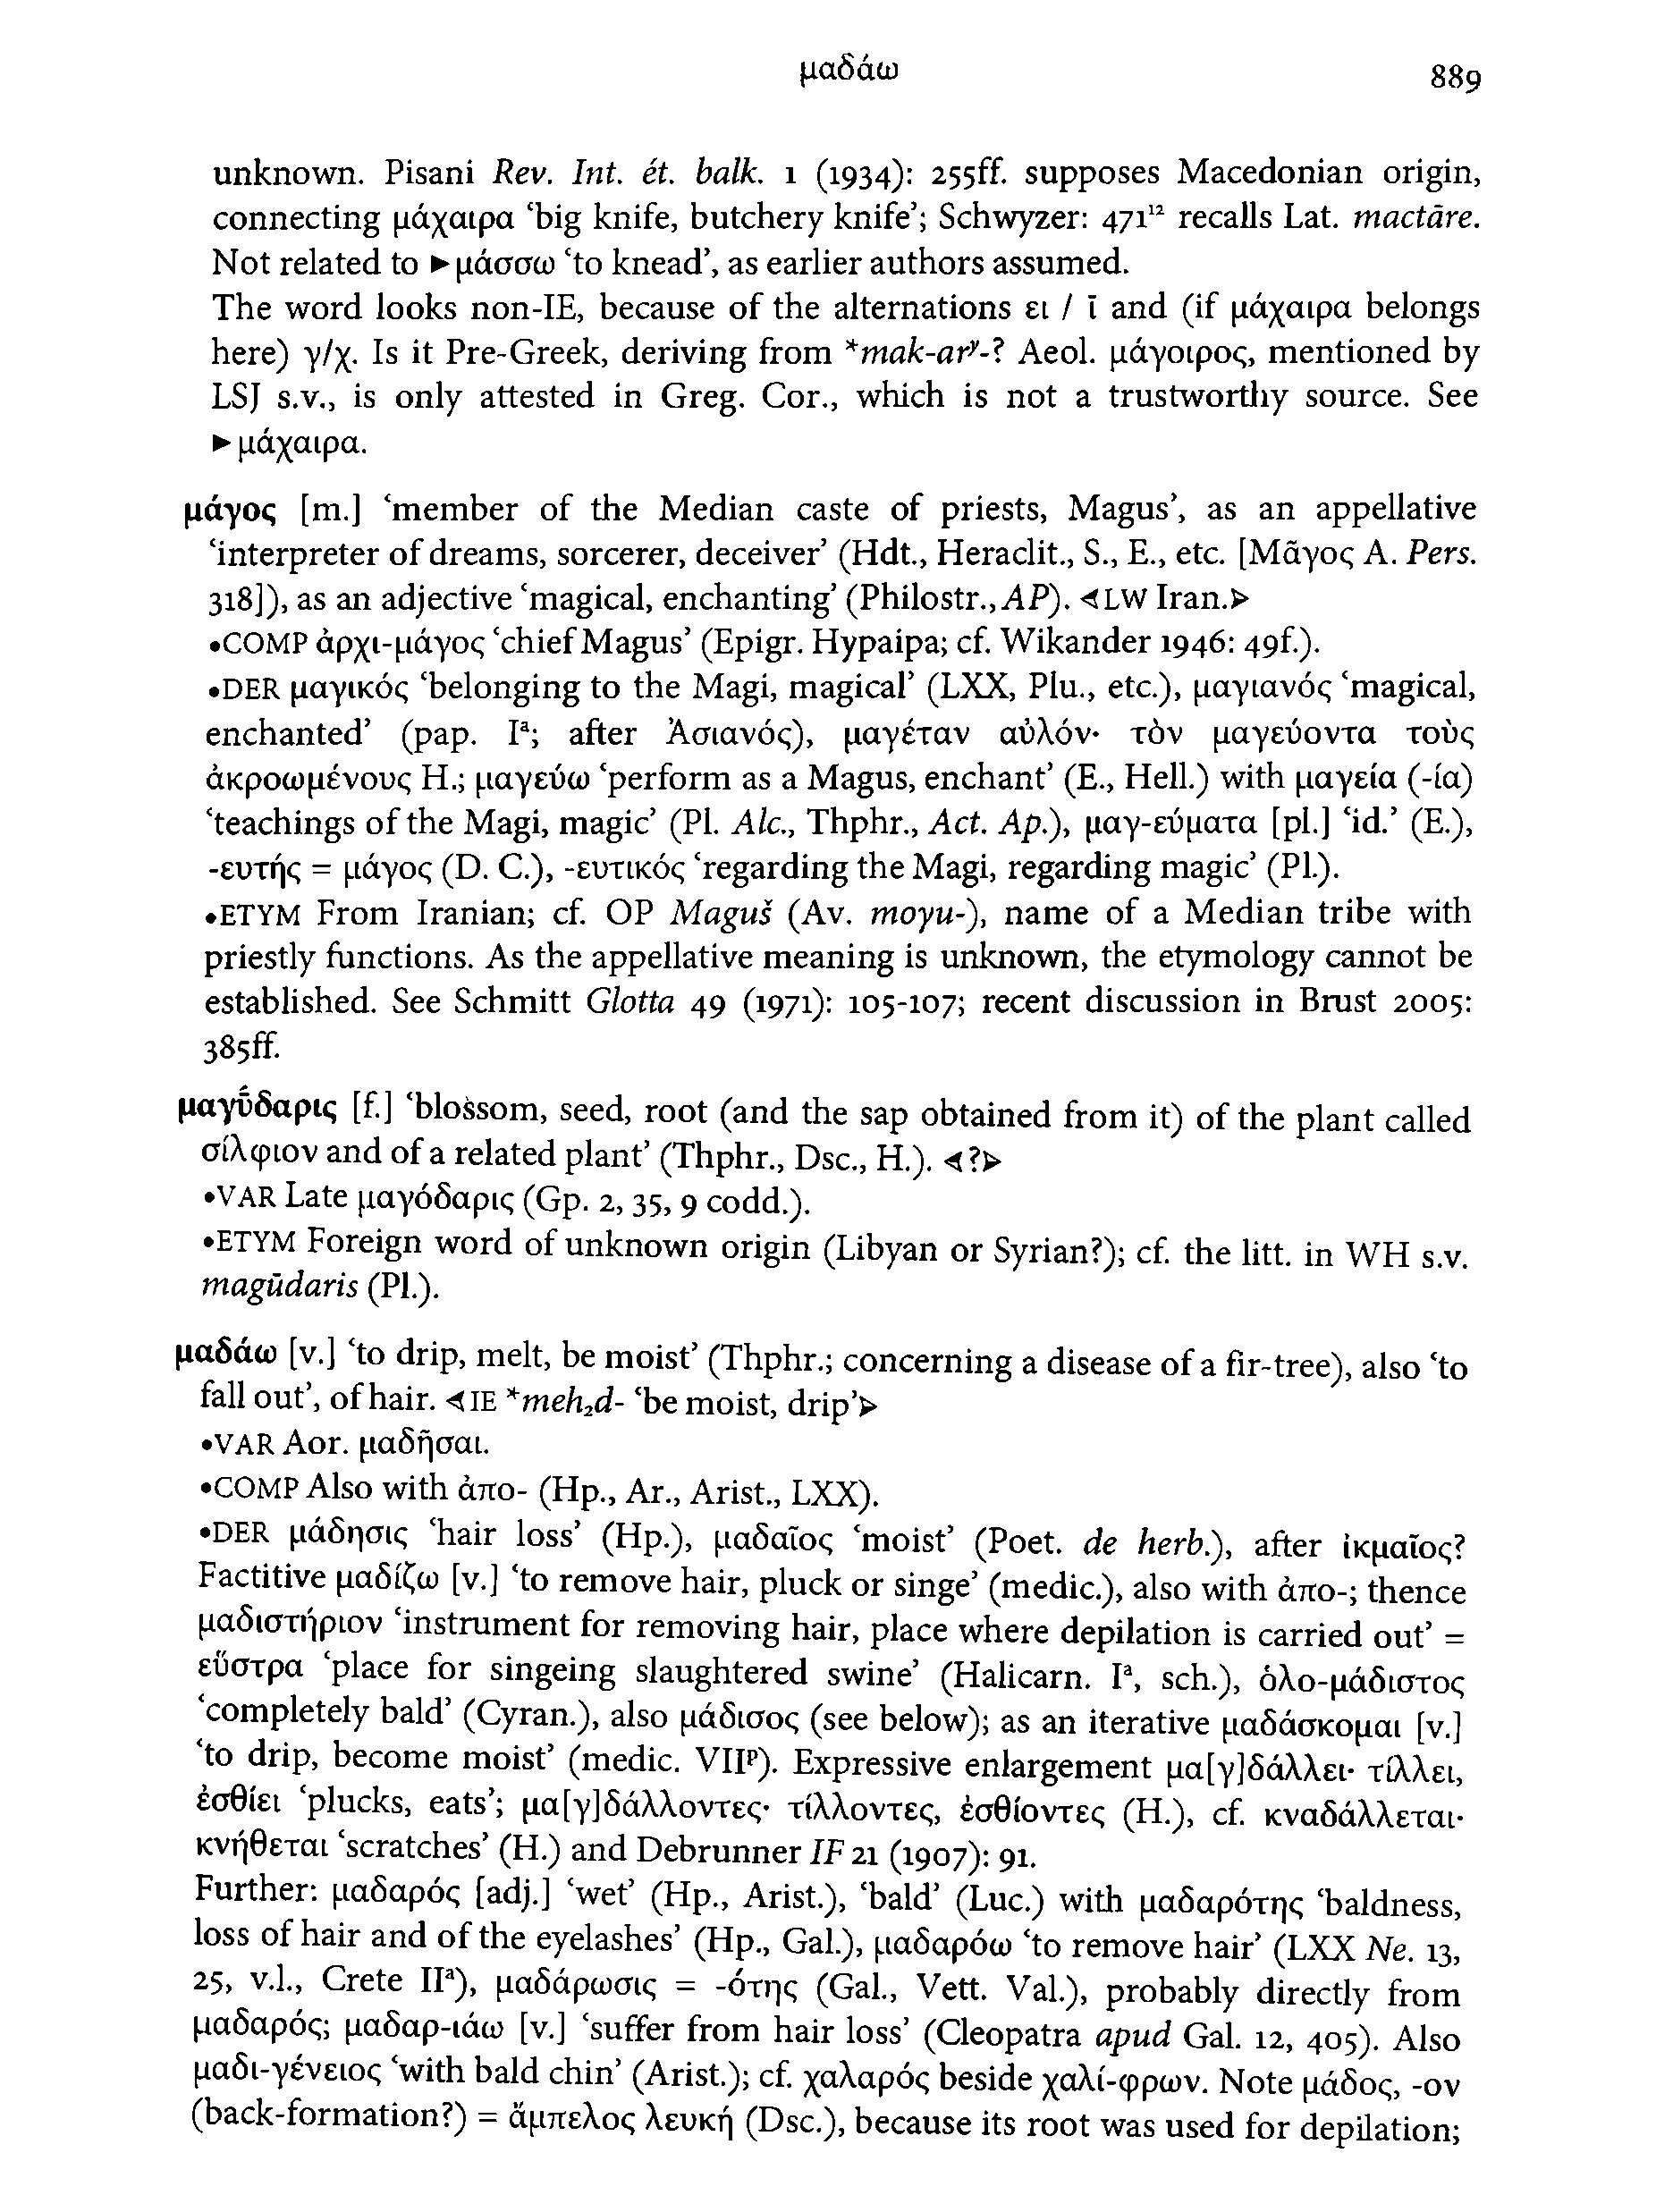 μαδάω 889
unknown. Pisani Rev. Int. ét. balk. 1 (1934): 255ff. supposes Macedonian origin,
connecting μάχαιρα ‘big knife, butchery knife’; Schwyzer: 471¹² recalls Lat. mactāre.
Not related to ►μάσσω ‘to knead’, as earlier authors assumed.
The word looks non-IE, because of the alternations ει / ῑ and (if μάχαιρα belongs
here) γ/χ. Is it Pre-Greek, deriving from *mak-arʸ-? Aeol. μάγοιρος, mentioned by
LSJ s.v., is only attested in Greg. Cor., which is not a trustworthy source. See
►μάχαιρα.
μάγος [m.] ‘member of the Median caste of priests, Magus’, as an appellative
‘interpreter of dreams, sorcerer, deceiver’ (Hdt., Heraclit., S., E., etc. [Μᾶγος A. Pers.
318]), as an adjective ‘magical, enchanting’ (Philostr., AP). ◄LW Iran.►
•COMP ἀρχι-μάγος ‘chief Magus’ (Epigr. Hypaipa; cf. Wikander 1946: 49f.).
•DER μαγικός ‘belonging to the Magi, magical’ (LXX, Plu., etc.), μαγιανός ‘magical,
enchanted’ (pap. Iᵃ; after Ἀσιανός), μαγέταν αὐλόν· τὸν μαγεύοντα τοὺς
ἀκροωμένους H.; μαγεύω ‘perform as a Magus, enchant’ (E., Hell.) with μαγεία (-ία)
‘teachings of the Magi, magic’ (Pl. Alc., Thphr., Act. Ap.), μαγ-εύματα [pl.] ‘id.’ (E.),
-ευτής = μάγος (D. C.), -ευτικός ‘regarding the Magi, regarding magic’ (Pl.).
•ETYM From Iranian; cf. OP Maguš (Av. moγu-), name of a Median tribe with
priestly functions. As the appellative meaning is unknown, the etymology cannot be
established. See Schmitt Glotta 49 (1971): 105-107; recent discussion in Brust 2005:
385ff.
μαγῡ́δαρις [f.] ‘blossom, seed, root (and the sap obtained from it) of the plant called
σίλφιον and of a related plant’ (Thphr., Dsc., H.). ◄?►
•VAR Late μαγόδαρις (Gp. 2, 35, 9 codd.).
•ETYM Foreign word of unknown origin (Libyan or Syrian?); cf. the litt. in WH s.v.
magūdaris (Pl.).
μαδάω [v.] ‘to drip, melt, be moist’ (Thphr.; concerning a disease of a fir-tree), also ‘to
fall out’, of hair. ◄IE *meh₂d- ‘be moist, drip’►
•VAR Aor. μαδῆσαι.
•COMP Also with ἀπο- (Hp., Ar., Arist., LXX).
•DER μάδησις ‘hair loss’ (Hp.), μαδαῖος ‘moist’ (Poet. de herb.), after ἰκμαῖος?
Factitive μαδίζω [v.] ‘to remove hair, pluck or singe’ (medic.), also with ἀπο-; thence
μαδιστήριον ‘instrument for removing hair, place where depilation is carried out’ =
εὔστρα ‘place for singeing slaughtered swine’ (Halicarn. Iᵃ, sch.), ὁλο-μάδιστος
‘completely bald’ (Cyran.), also μάδισος (see below); as an iterative μαδάσκομαι [v.]
‘to drip, become moist’ (medic. VIIᵖ). Expressive enlargement μα[γ]δάλλει· τίλλει,
ἐσθίει ‘plucks, eats’; μα[γ]δάλλοντες· τίλλοντες, ἐσθίοντες (H.), cf. κναδάλλεται·
κνήθεται ‘scratches’ (H.) and Debrunner IF 21 (1907): 91.
Further: μαδαρός [adj.] ‘wet’ (Hp., Arist.), ‘bald’ (Luc.) with μαδαρότης ‘baldness,
loss of hair and of the eyelashes’ (Hp., Gal.), μαδαρόω ‘to remove hair’ (LXX Ne. 13,
25, v.l., Crete IIᵃ), μαδάρωσις = -ότης (Gal., Vett. Val.), probably directly from
μαδαρός; μαδαρ-ιάω [v.] ‘suffer from hair loss’ (Cleopatra apud Gal. 12, 405). Also
μαδι-γένειος ‘with bald chin’ (Arist.); cf. χαλαρός beside χαλί-φρων. Note μάδος, -ον
(back-formation?) = ἄμπελος λευκή (Dsc.), because its root was used for depilation;